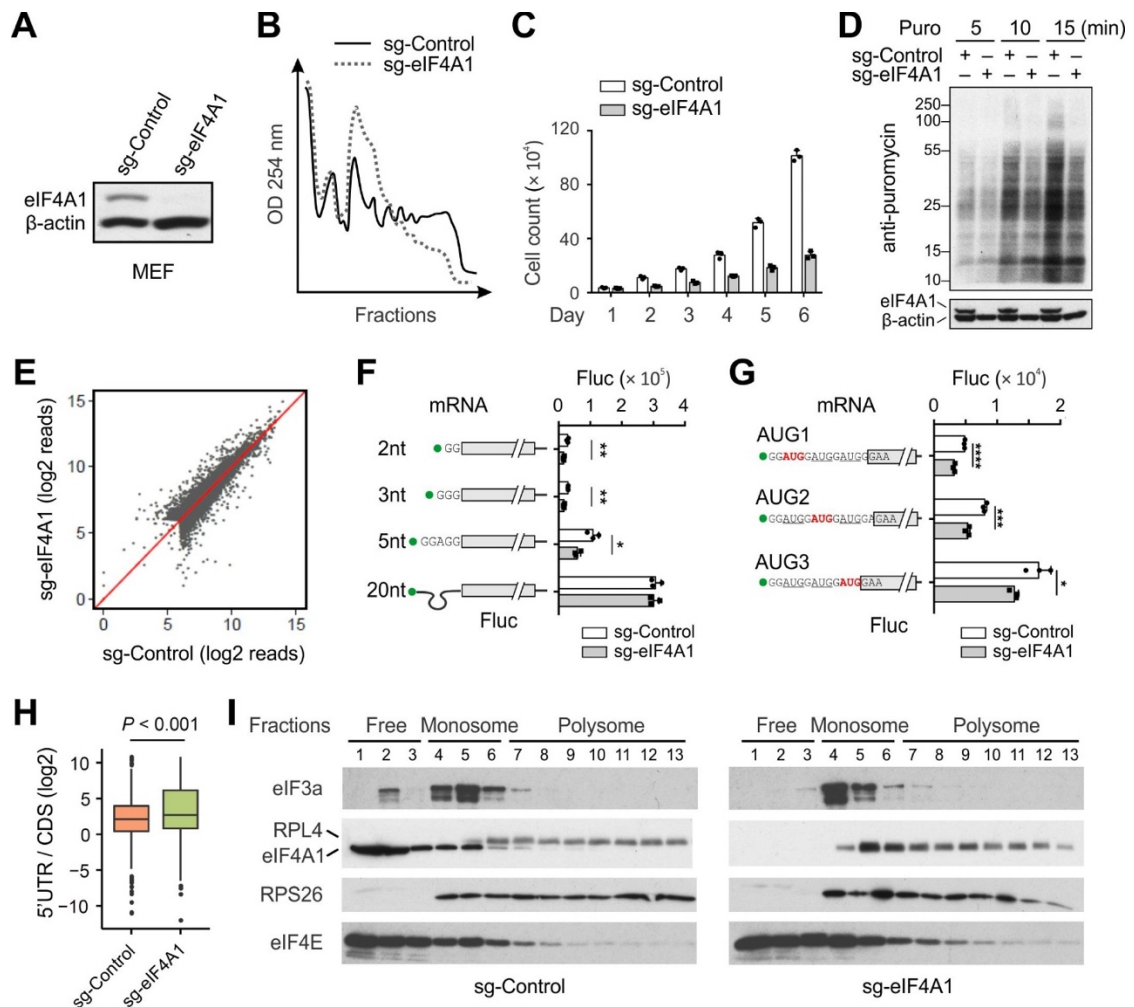 A
sg-Control
sg-eIF4A1
eIF4A1
β-actin
MEF
B
sg-Control
sg-eIF4A1
OD 254 nm
Fractions
C
sg-Control
sg-eIF4A1
Cell count (× 10⁴)
120
80
40
0
Day 1 2 3 4 5 6
D
Puro 5 10 15 (min)
sg-Control + – + – + –
sg-eIF4A1 – + – + – +
250
100
55
25
15
10
anti-puromycin
eIF4A1
β-actin
E
sg-eIF4A1 (log2 reads)
15
10
5
0
0 5 10 15
sg-Control (log2 reads)
F
Fluc (× 10⁵)
mRNA
0 1 2 3 4
2nt GG **
3nt GGG **
5nt GGAGG *
20nt
Fluc
sg-Control
sg-eIF4A1
G
Fluc (× 10⁴)
mRNA
0 1 2
AUG1
GGAUGGAUGGAUGGGAA ****
AUG2
GGAUGGAUGGAUGGAA ***
AUG3
GGAUGGAUGGAUGGAA *
Fluc
sg-Control
sg-eIF4A1
H
P < 0.001
5'UTR / CDS (log2)
10
5
0
–10
sg-Control
sg-eIF4A1
I
Fractions Free Monosome Polysome Free Monosome Polysome
1 2 3 4 5 6 7 8 9 10 11 12 13 1 2 3 4 5 6 7 8 9 10 11 12 13
eIF3a
RPL4
eIF4A1
RPS26
eIF4E
sg-Control
sg-eIF4A1